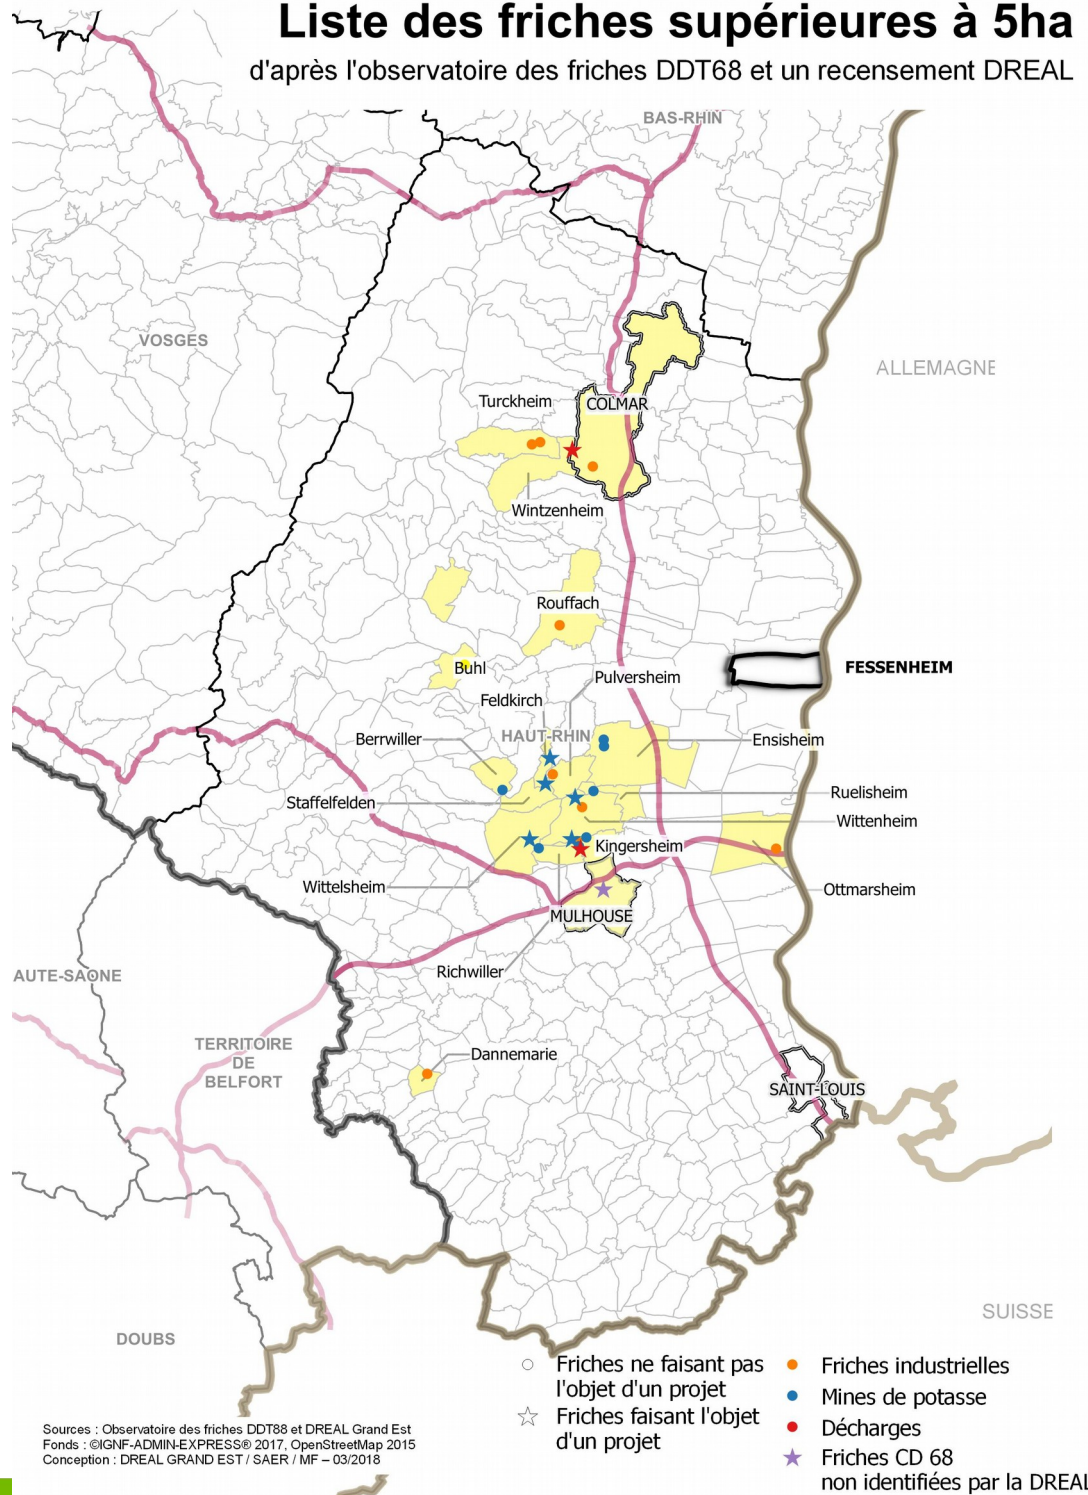 Liste des friches supérieures à 5ha
d'après l'observatoire des friches DDT68 et un recensement DREAL
BAS-RHIN
VOSGES
ALLEMAGNE
Turckheim
COLMAR
Wintzenheim
Rouffach
Buhl
FESSENHEIM
Pulversheim
Feldkirch
HAUT-RHIN
Berrwiller
Ensisheim
Staffelfelden
Ruelisheim
Wittenheim
Kingersheim
Wittelsheim
Ottmarsheim
MULHOUSE
Richwiller
AUTE-SAONE
TERRITOIRE
DE
BELFORT
Dannemarie
SAINT-LOUIS
SUISSE
DOUBS
Friches ne faisant pas
l'objet d'un projet
Friches faisant l'objet
d'un projet
Friches industrielles
Mines de potasse
Décharges
Friches CD 68
non identifiées par la DREAL
Sources : Observatoire des friches DDT88 et DREAL Grand Est
Fonds : ©IGNF-ADMIN-EXPRESS® 2017, OpenStreetMap 2015
Conception : DREAL GRAND EST / SAER / MF – 03/2018